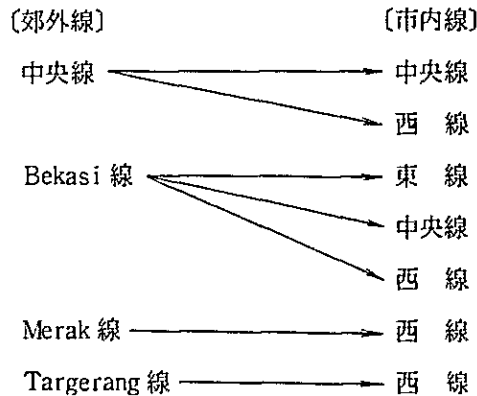 〔郊外線〕 〔市内線〕
中央線 中央線
西 線
Bekasi 線 東 線
中央線
西 線
Merak 線 西 線
Targerang 線 西 線